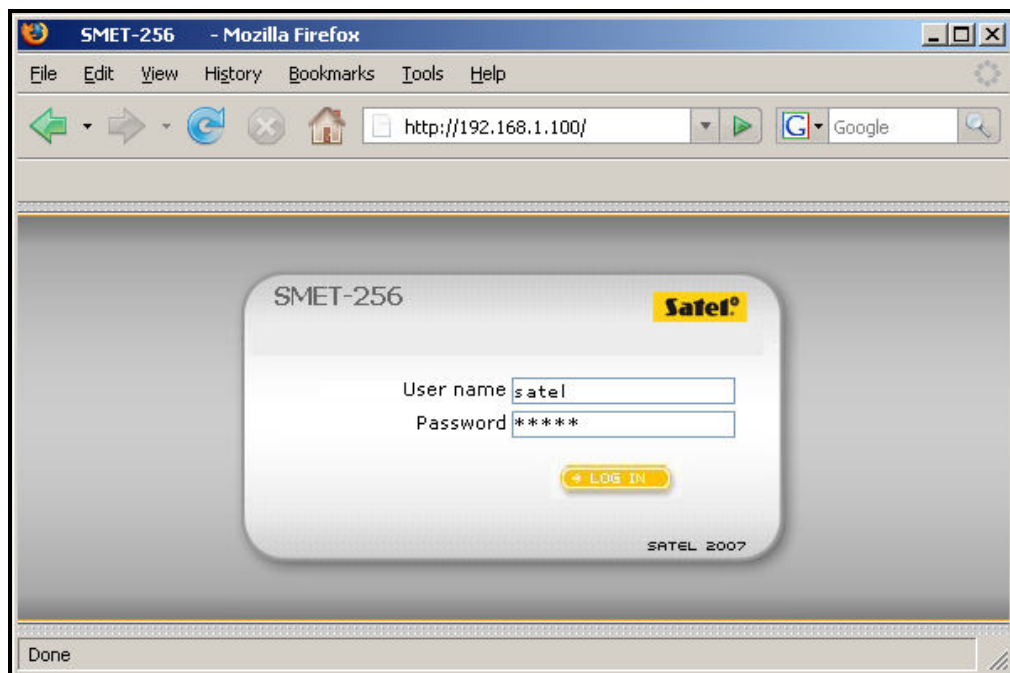 SMET-256 - Mozilla Firefox
File Edit View History Bookmarks Tools Help
http://192.168.1.100/ G Google
SMET-256
Satel
User name satel
Password *****
LOG IN
SATEL 2007
Done